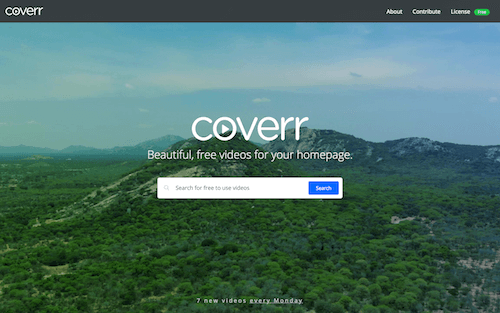 coverr
About Contribute License Free
coverr
Beautiful, free videos for your homepage.
Search for free to use videos Search
7 new videos every Monday